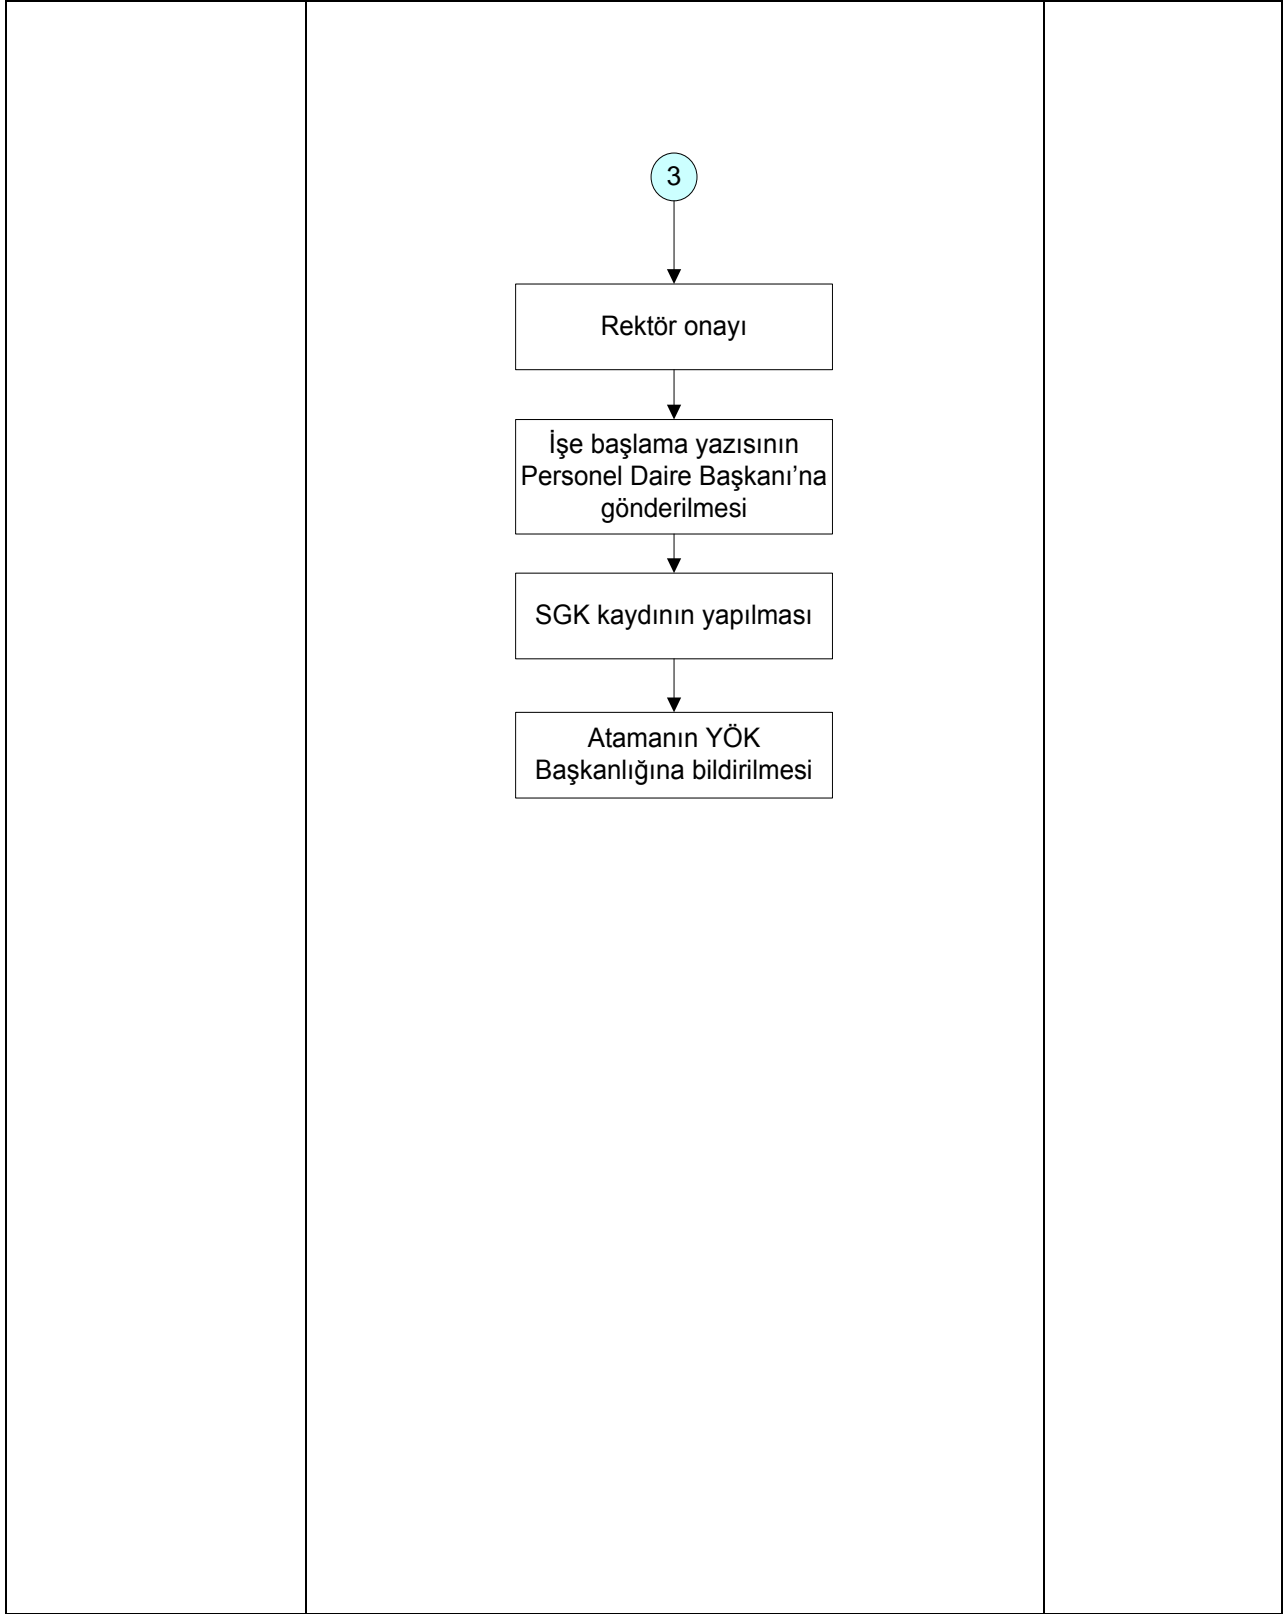 3
Rektör onayı
İşe başlama yazısının
Personel Daire Başkanı’na
gönderilmesi
SGK kaydının yapılması
Atamanın YÖK
Başkanlığına bildirilmesi